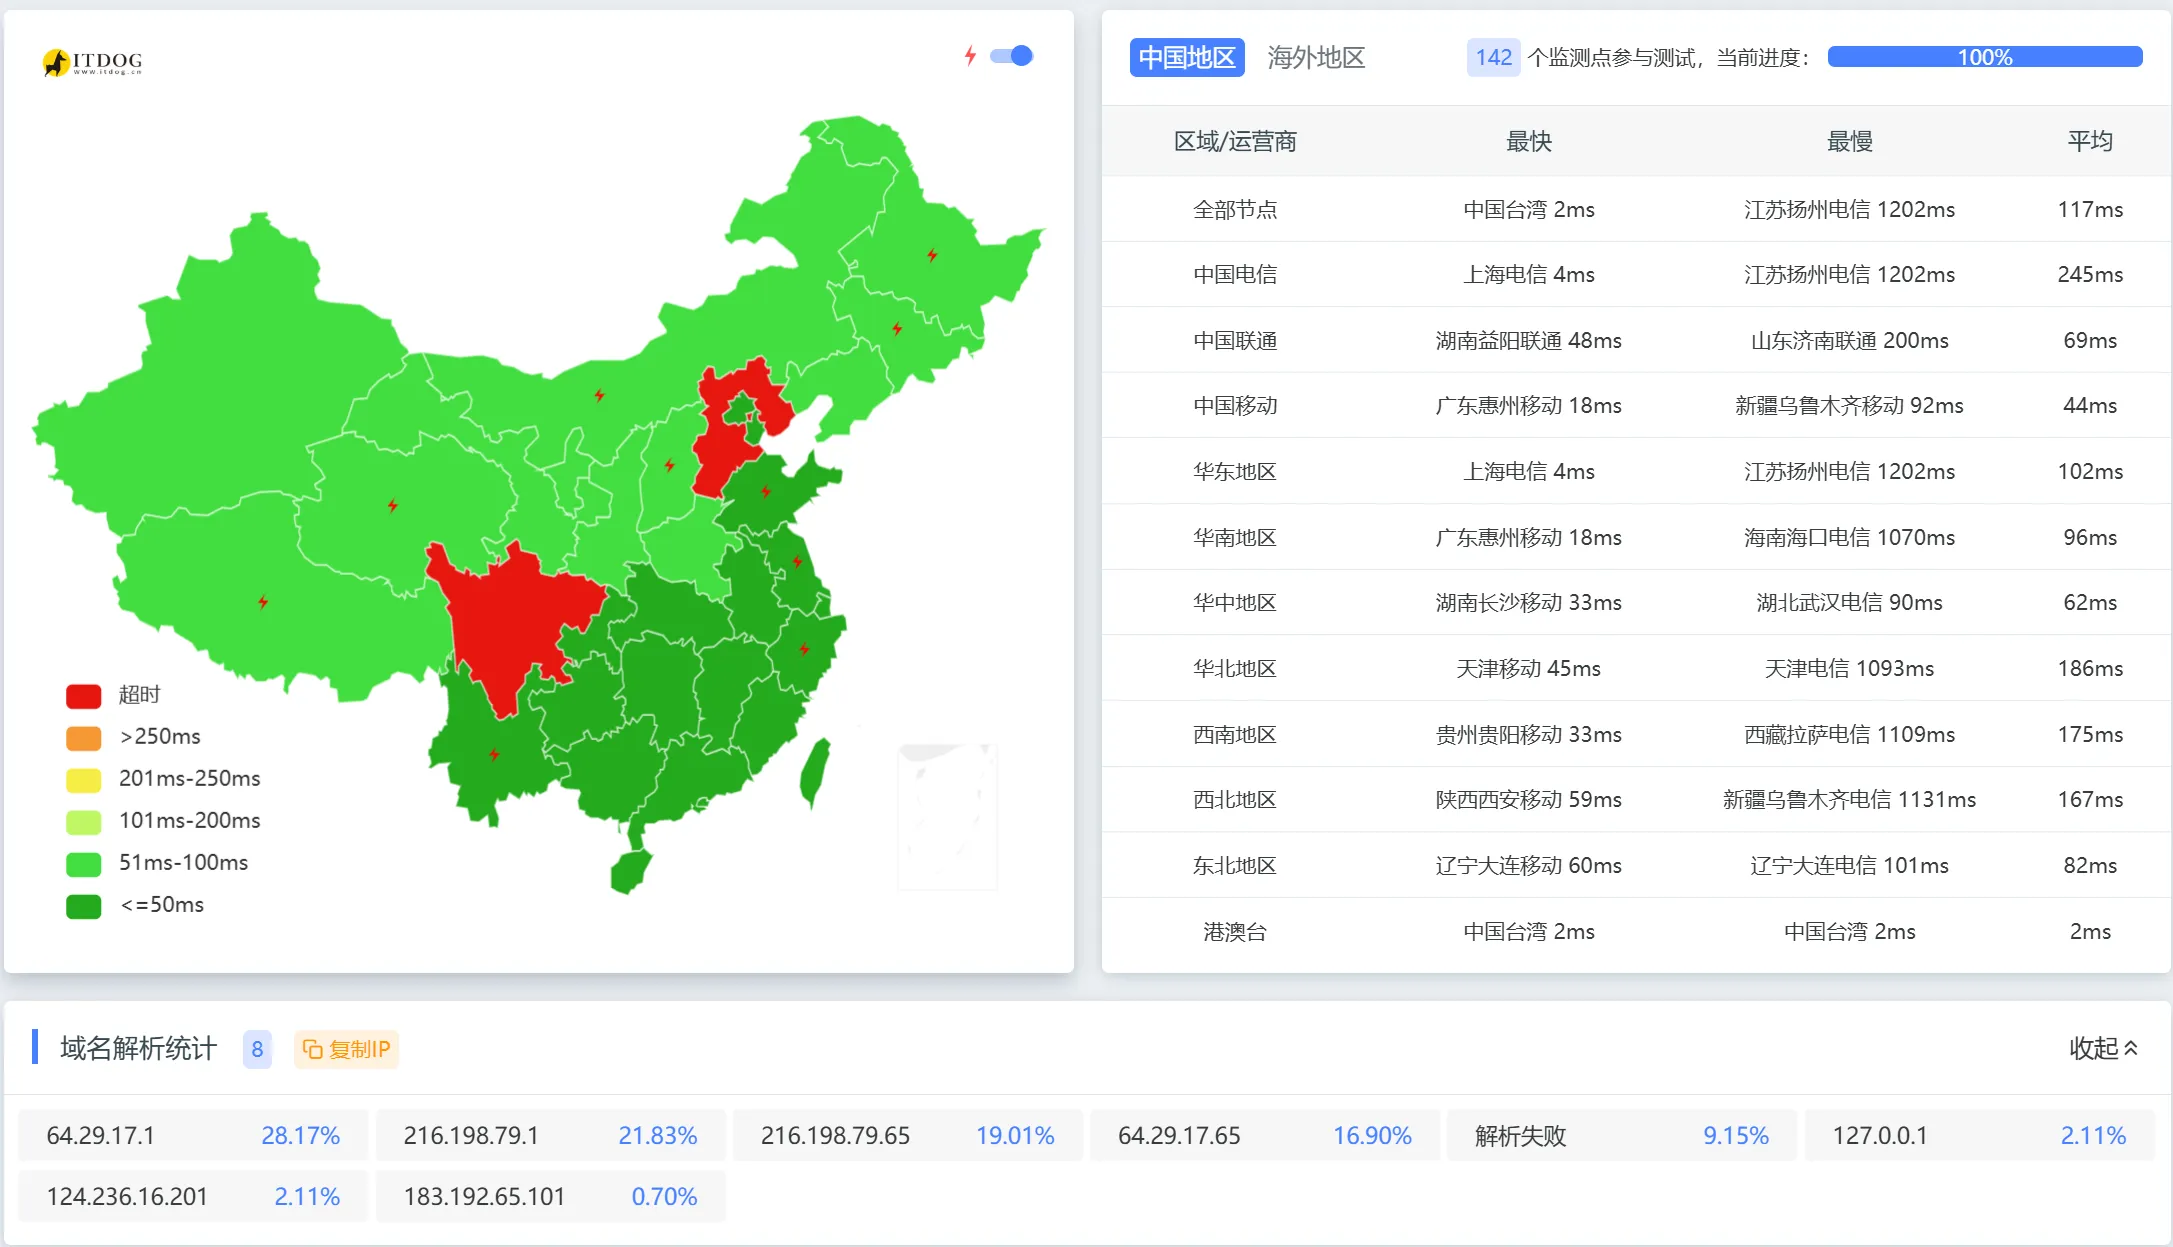 ITDOG
www.itdog.cn
超时
>250ms
201ms-250ms
101ms-200ms
51ms-100ms
<=50ms
中国地区 海外地区 142 个监测点参与测试，当前进度： 100%
区域/运营商 最快 最慢 平均
全部节点 中国台湾 2ms 江苏扬州电信 1202ms 117ms
中国电信 上海电信 4ms 江苏扬州电信 1202ms 245ms
中国联通 湖南益阳联通 48ms 山东济南联通 200ms 69ms
中国移动 广东惠州移动 18ms 新疆乌鲁木齐移动 92ms 44ms
华东地区 上海电信 4ms 江苏扬州电信 1202ms 102ms
华南地区 广东惠州移动 18ms 海南海口电信 1070ms 96ms
华中地区 湖南长沙移动 33ms 湖北武汉电信 90ms 62ms
华北地区 天津移动 45ms 天津电信 1093ms 186ms
西南地区 贵州贵阳移动 33ms 西藏拉萨电信 1109ms 175ms
西北地区 陕西西安移动 59ms 新疆乌鲁木齐电信 1131ms 167ms
东北地区 辽宁大连移动 60ms 辽宁大连电信 101ms 82ms
港澳台 中国台湾 2ms 中国台湾 2ms 2ms
域名解析统计 8 复制IP 收起
64.29.17.1 28.17% 216.198.79.1 21.83% 216.198.79.65 19.01% 64.29.17.65 16.90% 解析失败 9.15% 127.0.0.1 2.11%
124.236.16.201 2.11% 183.192.65.101 0.70%